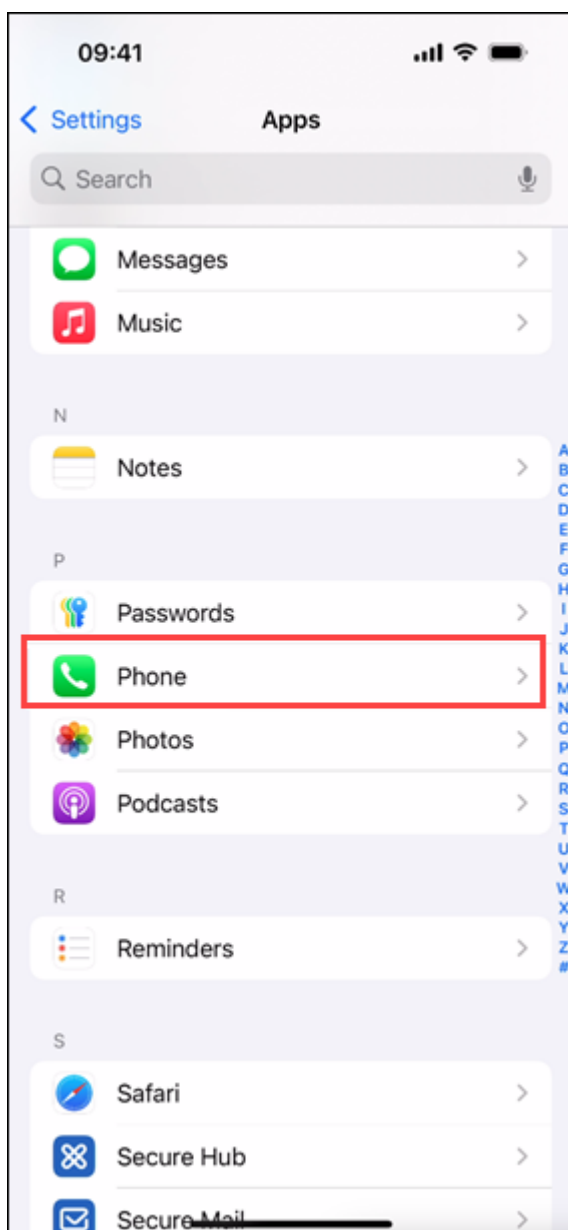 09:41
Settings Apps
Search
Messages
Music
N
Notes
P
Passwords
Phone
Photos
Podcasts
R
Reminders
S
Safari
Secure Hub
Secure Mail
A
B
C
D
E
F
G
H
I
J
K
L
M
N
O
P
Q
R
S
T
U
V
W
X
Y
Z
#